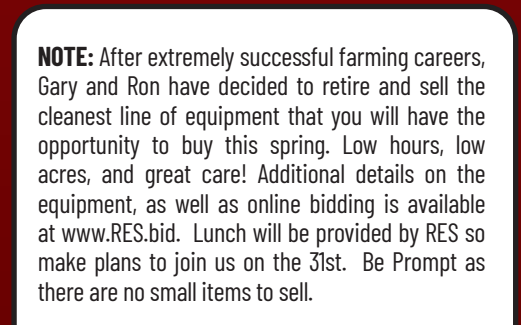 NOTE: After extremely successful farming careers,
Gary and Ron have decided to retire and sell the
cleanest line of equipment that you will have the
opportunity to buy this spring. Low hours, low
acres, and great care! Additional details on the
equipment, as well as online bidding is available
at www.RES.bid.  Lunch will be provided by RES so
make plans to join us on the 31st.  Be Prompt as
there are no small items to sell.